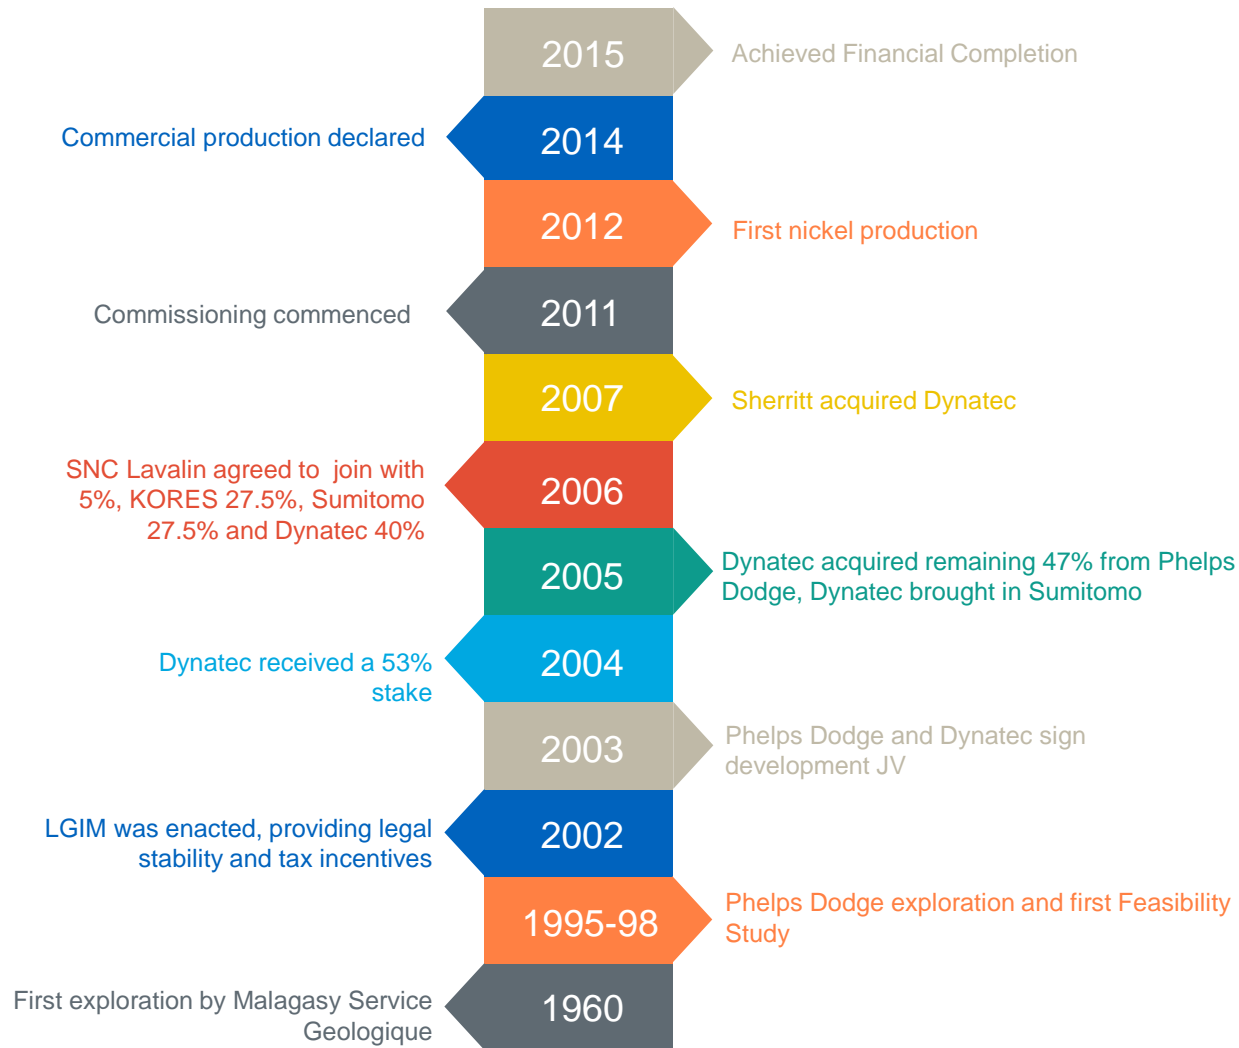 2015
Achieved Financial Completion
Commercial production declared
2014
2012
First nickel production
Commissioning commenced
2011
2007
Sherritt acquired Dynatec
SNC Lavalin agreed to  join with
5%, KORES 27.5%, Sumitomo
27.5% and Dynatec 40%
2006
2005
Dynatec acquired remaining 47% from Phelps
Dodge, Dynatec brought in Sumitomo
Dynatec received a 53%
stake
2004
2003
Phelps Dodge and Dynatec sign
development JV
LGIM was enacted, providing legal
stability and tax incentives
2002
1995-98
Phelps Dodge exploration and first Feasibility
Study
First exploration by Malagasy Service
Geologique
1960